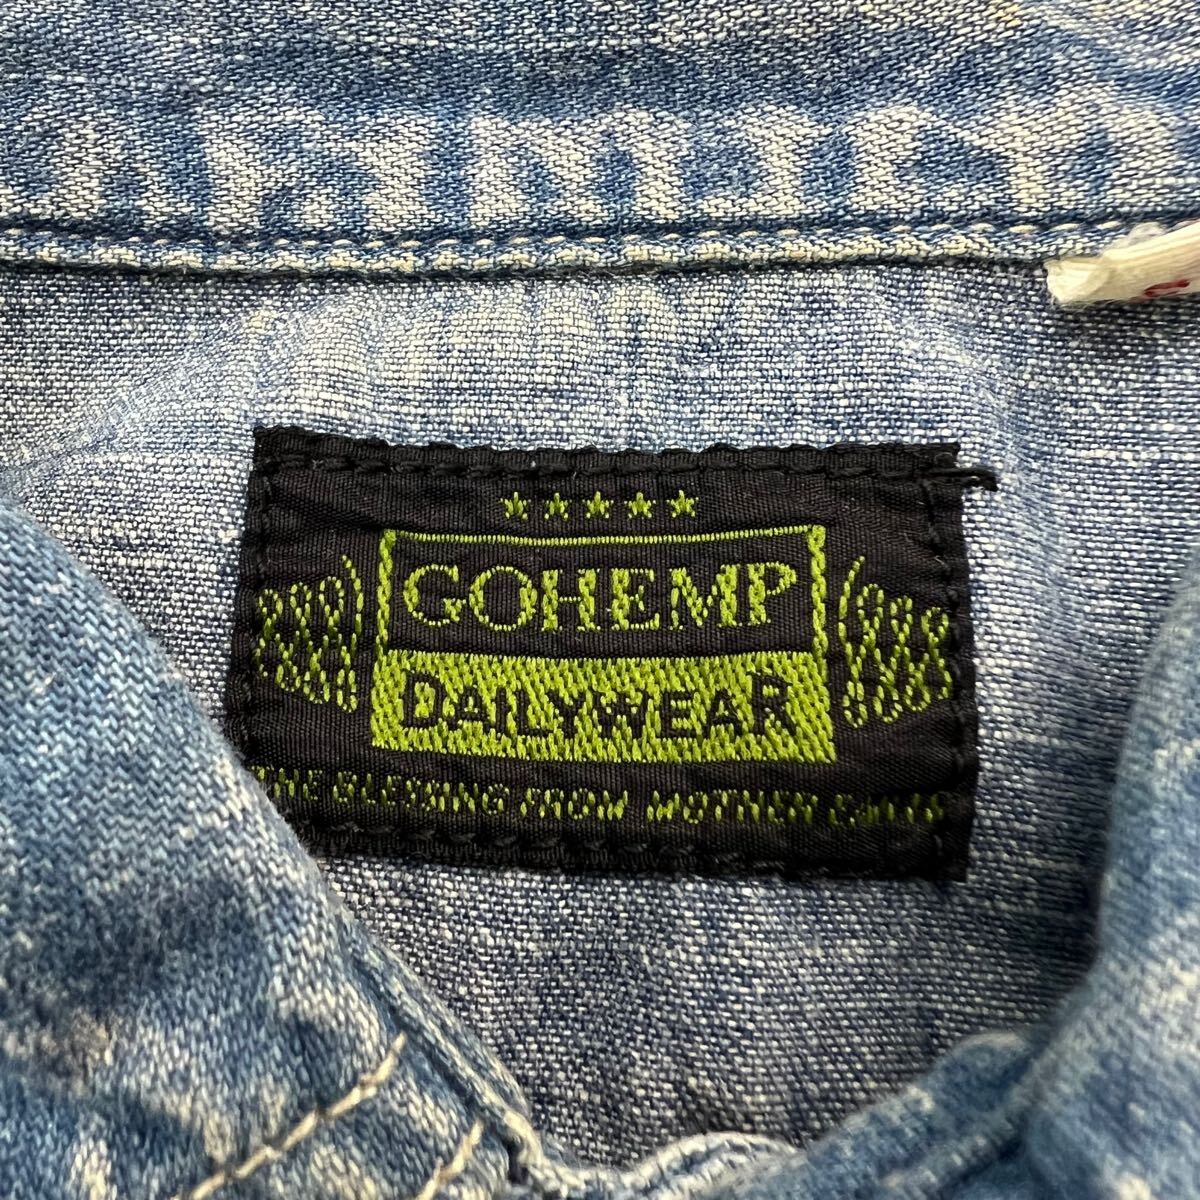 GOHEMP
DAILYWEAR
THE BLESSING FROM MOTHER EARTH